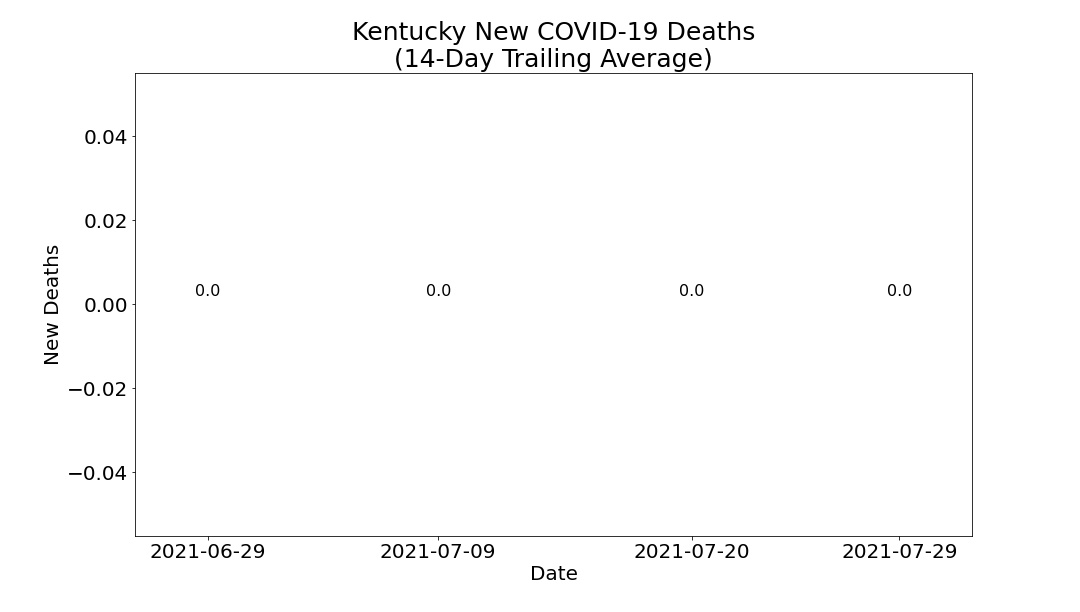 Kentucky New COVID-19 Deaths
(14-Day Trailing Average)
New Deaths
0.04
0.02
0.00
−0.02
−0.04
0.0 0.0 0.0 0.0
2021-06-29 2021-07-09 2021-07-20 2021-07-29
Date